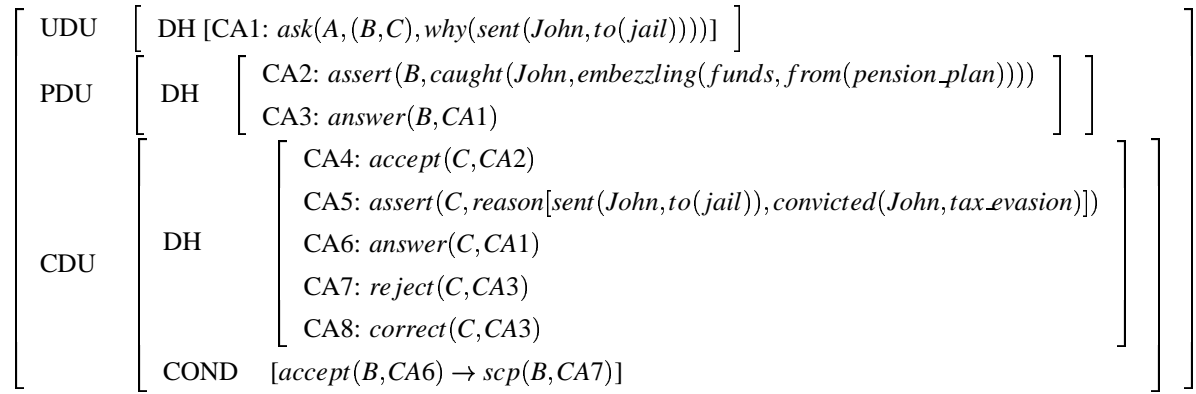 UDU DH [CA1: ask(A,(B,C),why(sent(John,to(jail))))]
PDU DH CA2: assert(B,caught(John,embezzling(funds,from(pension_plan))))
CA3: answer(B,CA1)
CDU DH CA4: accept(C,CA2)
CA5: assert(C,reason[sent(John,to(jail)),convicted(John,tax_evasion)])
CA6: answer(C,CA1)
CA7: reject(C,CA3)
CA8: correct(C,CA3)
COND [accept(B,CA6) → scp(B,CA7)]